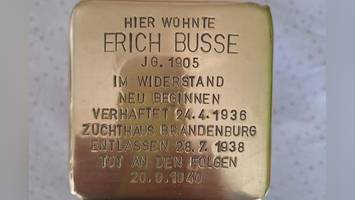 HIER WOHNTE
ERICH BUSSE
JG. 1905
IM WIDERSTAND
NEU BEGINNEN
VERHAFTET 24.4.1936
ZUCHTHAUS BRANDENBURG
ENTLASSEN 28.7.1938
TOT AN DEN FOLGEN
20.9.1940